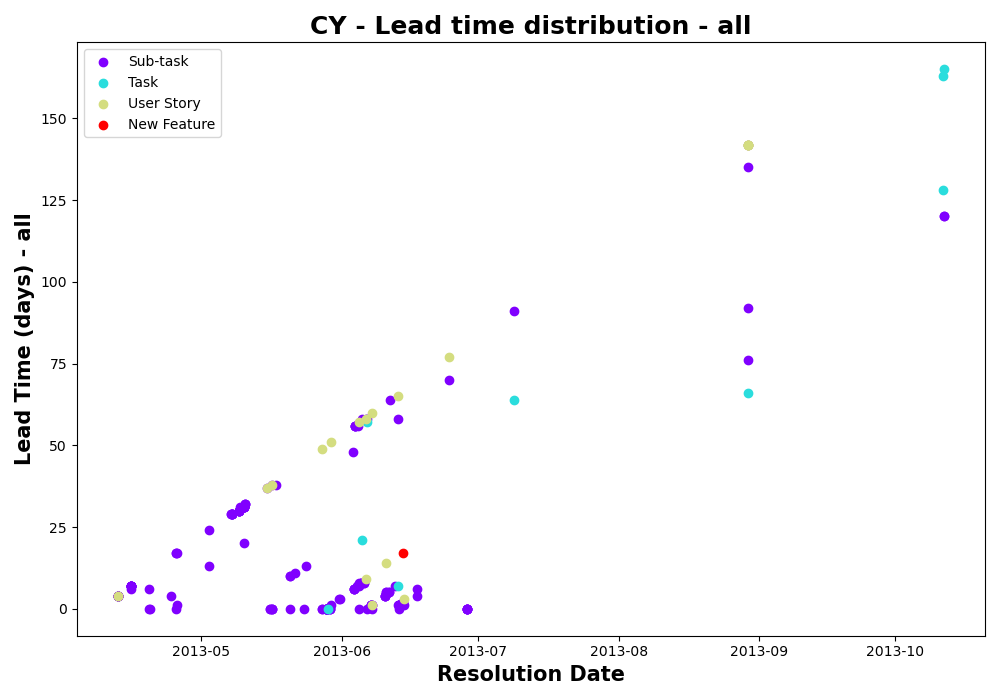 CY - Lead time distribution - all
Sub-task
Task
User Story
New Feature
Lead Time (days) - all
150
125
100
75
50
25
0
2013-05 2013-06 2013-07 2013-08 2013-09 2013-10
Resolution Date